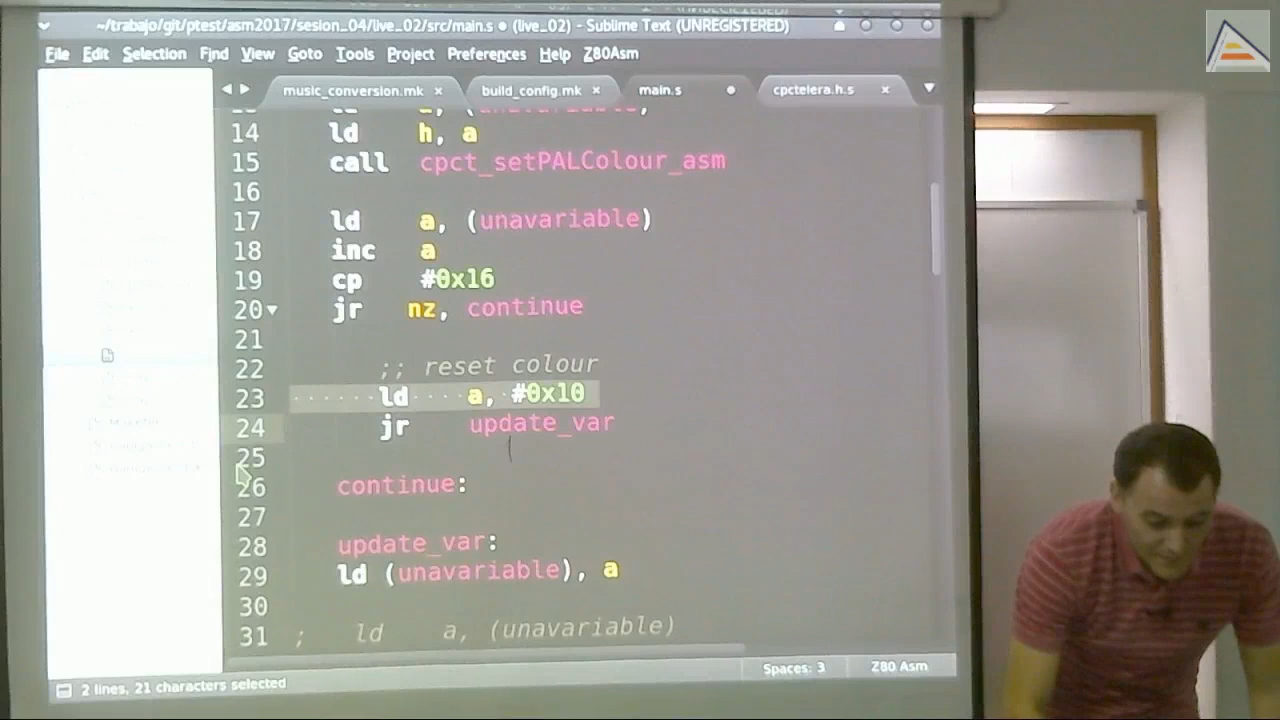 ~/trabajo/git/ptest/asm2017/sesion_04/live_02/src/main.s • (live_02) - Sublime Text (UNREGISTERED)
File Edit Selection Find View Goto Tools Project Preferences Help Z80Asm
music_conversion.mk × build_config.mk × main.s • cpctelera.h.s ×
14 ld h, a
15 call cpct_setPALColour_asm
16
17 ld a, (unavariable)
18 inc a
19 cp #0x16
20 jr nz, continue
21
22 ;; reset colour
23 ld a, #0x10
24 jr update_var
25
26 continue:
27
28 update_var:
29 ld (unavariable), a
30
31 ; ld a, (unavariable)
2 lines, 21 characters selected
Spaces: 3 Z80 Asm